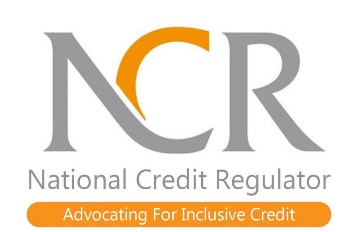 NCR
National Credit Regulator
Advocating For Inclusive Credit